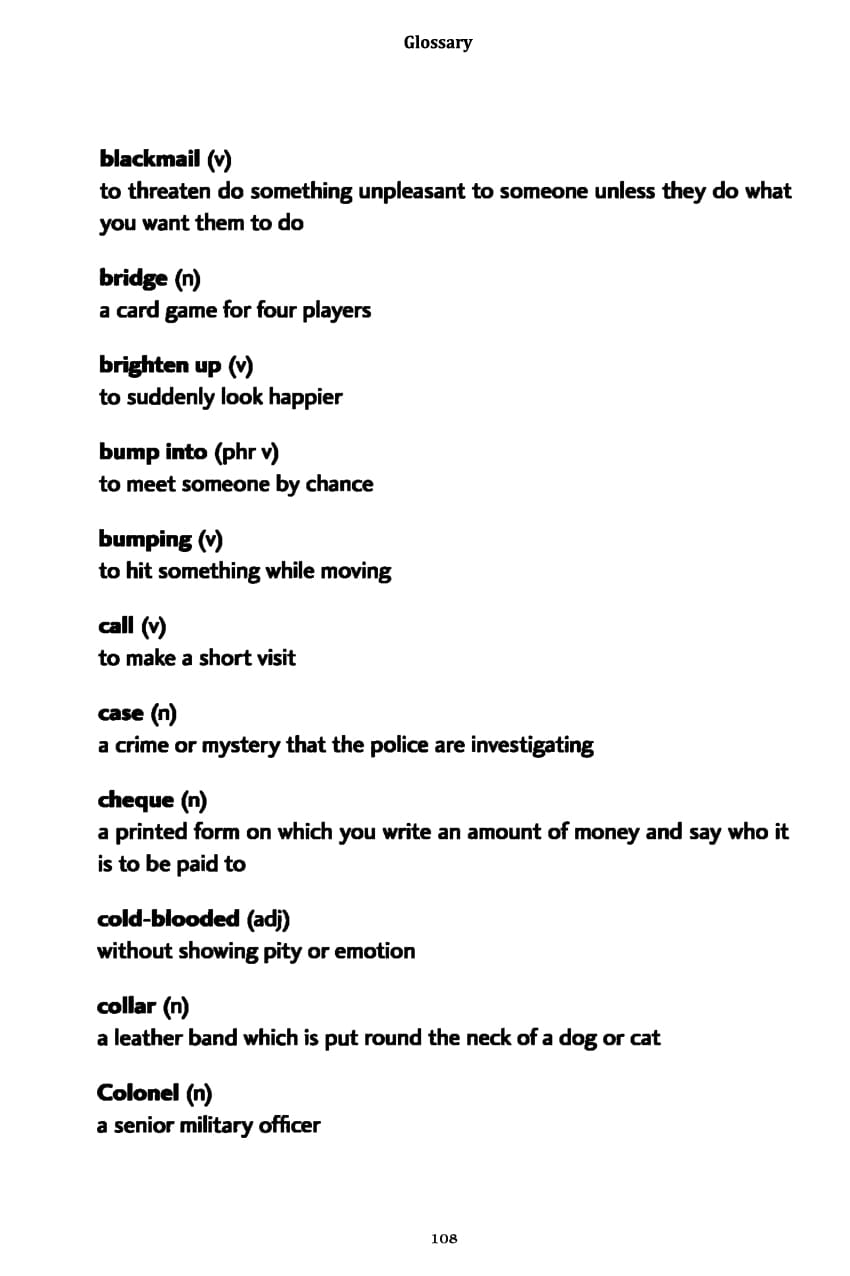 Glossary
blackmail (v)
to threaten do something unpleasant to someone unless they do what
you want them to do
bridge (n)
a card game for four players
brighten up (v)
to suddenly look happier
bump into (phr v)
to meet someone by chance
bumping (v)
to hit something while moving
call (v)
to make a short visit
case (n)
a crime or mystery that the police are investigating
cheque (n)
a printed form on which you write an amount of money and say who it
is to be paid to
cold-blooded (adj)
without showing pity or emotion
collar (n)
a leather band which is put round the neck of a dog or cat
Colonel (n)
a senior military officer
108